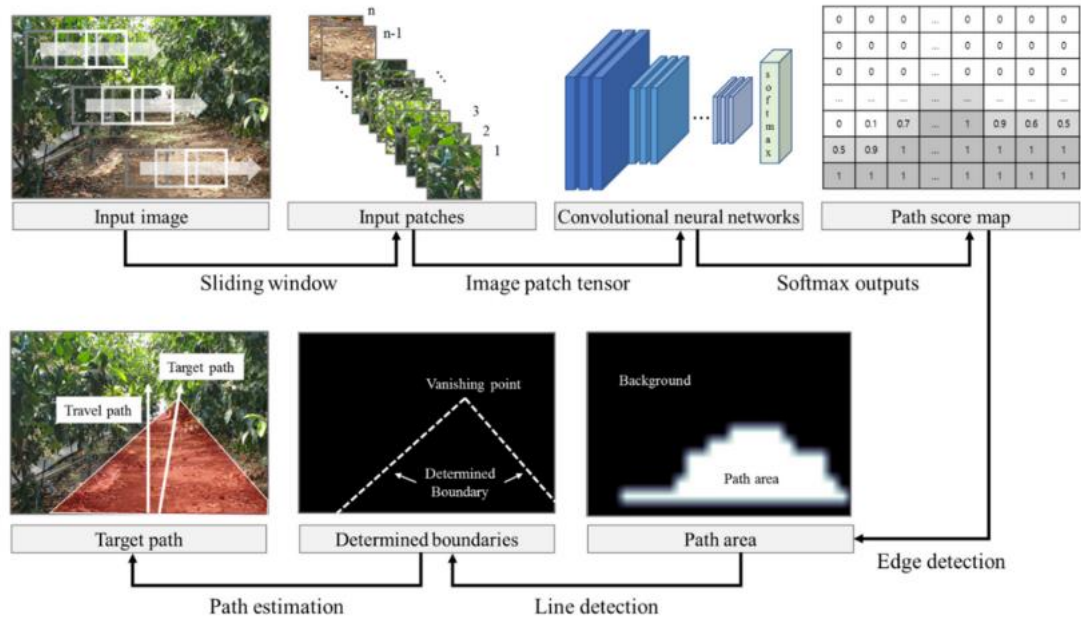 n
n-1
3
2
1
...
softmax
0 0 0 ... 0 0 0 0
0 0 0 ... 0 0 0 0
0 0 0 ... 0 0 0 0
... ... ... ... ... ... ... ...
0 0.1 0.7 ... 1 0.9 0.6 0.5
0.5 0.9 1 ... 1 1 1 1
1 1 1 ... 1 1 1 1
Input image
Input patches
Convolutional neural networks
Path score map
Sliding window
Image patch tensor
Softmax outputs
Target path
Travel path
Vanishing point
Determined
Boundary
Background
Path area
Target path
Determined boundaries
Path area
Edge detection
Path estimation
Line detection